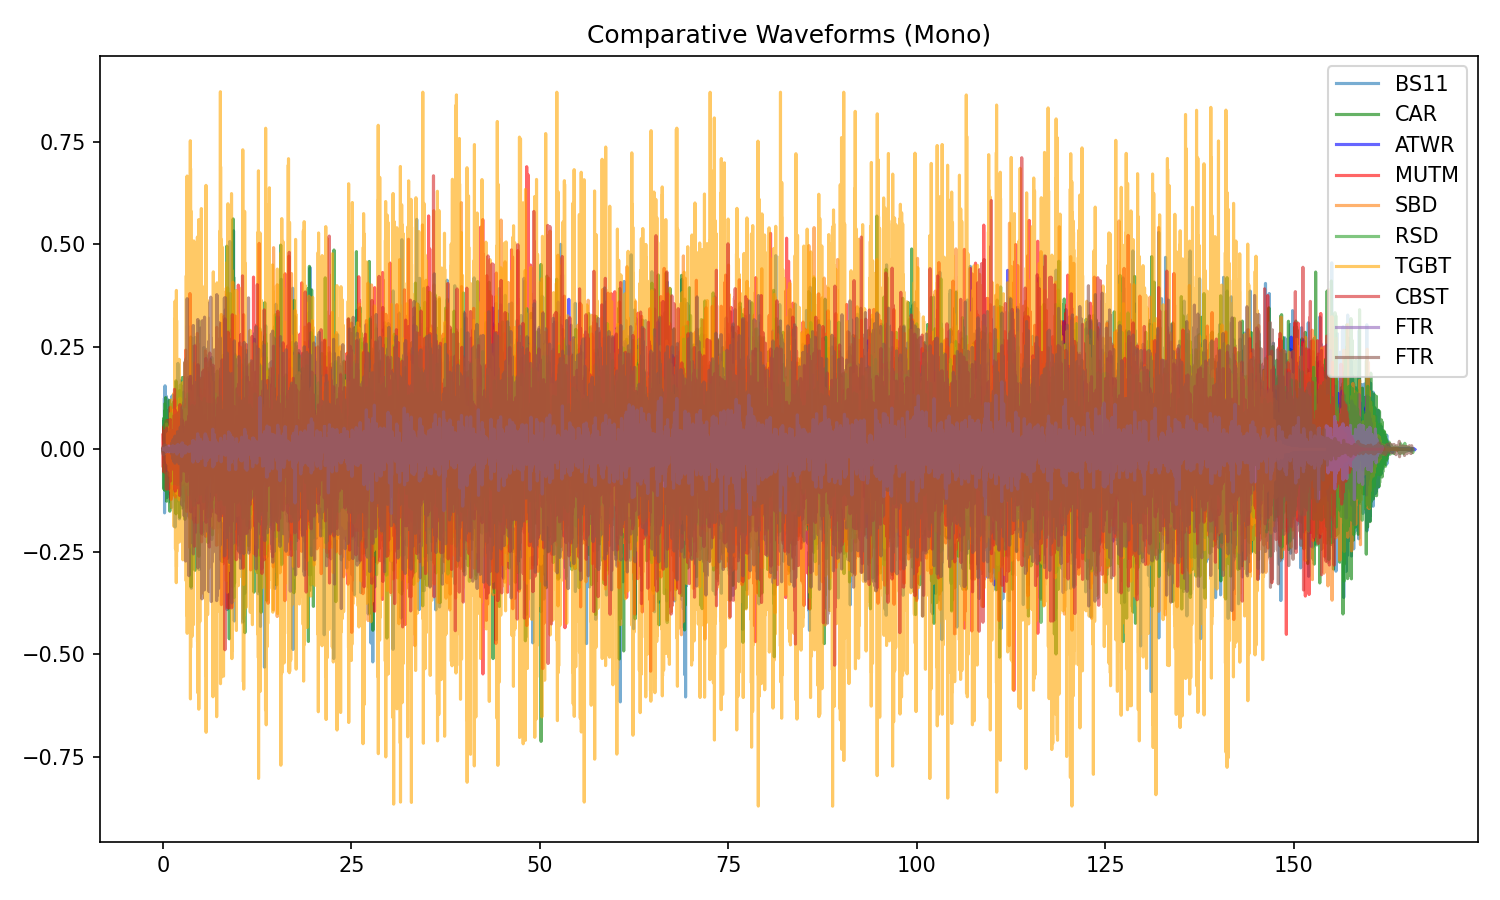 Comparative Waveforms (Mono)
BS11
CAR
ATWR
MUTM
SBD
RSD
TGBT
CBST
FTR
FTR
0.75
0.50
0.25
0.00
−0.25
−0.50
−0.75
0 25 50 75 100 125 150